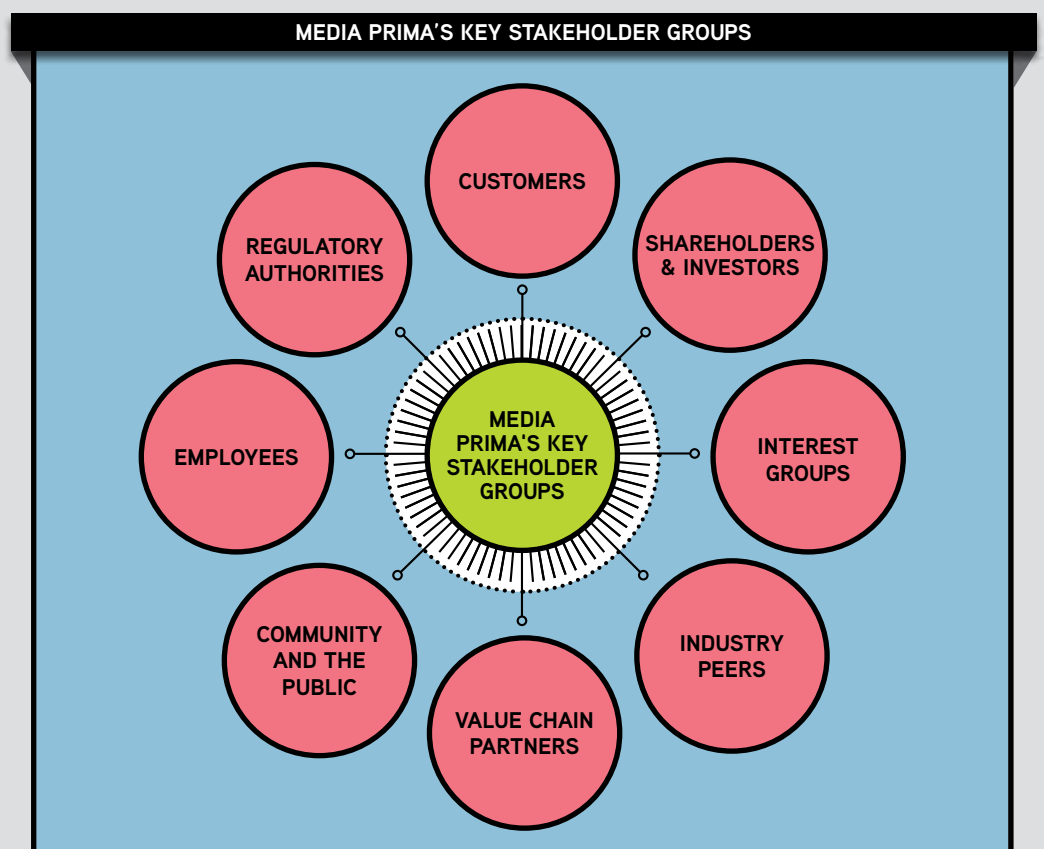 MEDIA PRIMA’S KEY STAKEHOLDER GROUPS
CUSTOMERS
SHAREHOLDERS
& INVESTORS
INTEREST
GROUPS
INDUSTRY
PEERS
VALUE CHAIN
PARTNERS
COMMUNITY
AND THE
PUBLIC
EMPLOYEES
REGULATORY
AUTHORITIES
MEDIA
PRIMA'S KEY
STAKEHOLDER
GROUPS